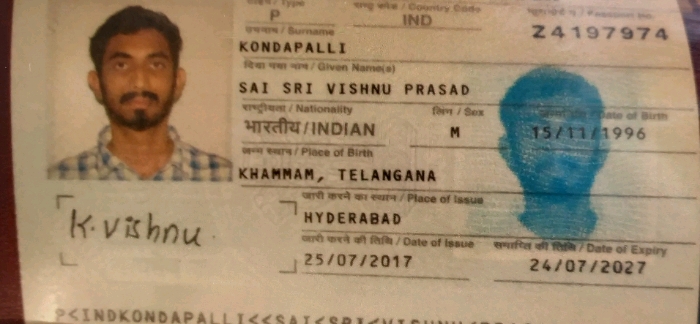 टाइप / Type
राष्ट्र कोड / Country Code
पासपोर्ट नं. / Passport No.
P
IND
Z4197974
उपनाम / Surname
KONDAPALLI
दिया गया नाम / Given Name(s)
SAI SRI VISHNU PRASAD
राष्ट्रीयता / Nationality
लिंग / Sex
Date of Birth
भारतीय / INDIAN
M
15/11/1996
जन्म स्थान / Place of Birth
KHAMMAM, TELANGANA
जारी करने का स्थान / Place of Issue
HYDERABAD
K. Vishnu
जारी करने की तिथि / Date of Issue
समाप्ति की तिथि / Date of Expiry
25/07/2017
24/07/2027
P<INDKONDAPALLI<<SAI<SRI<VISHNU